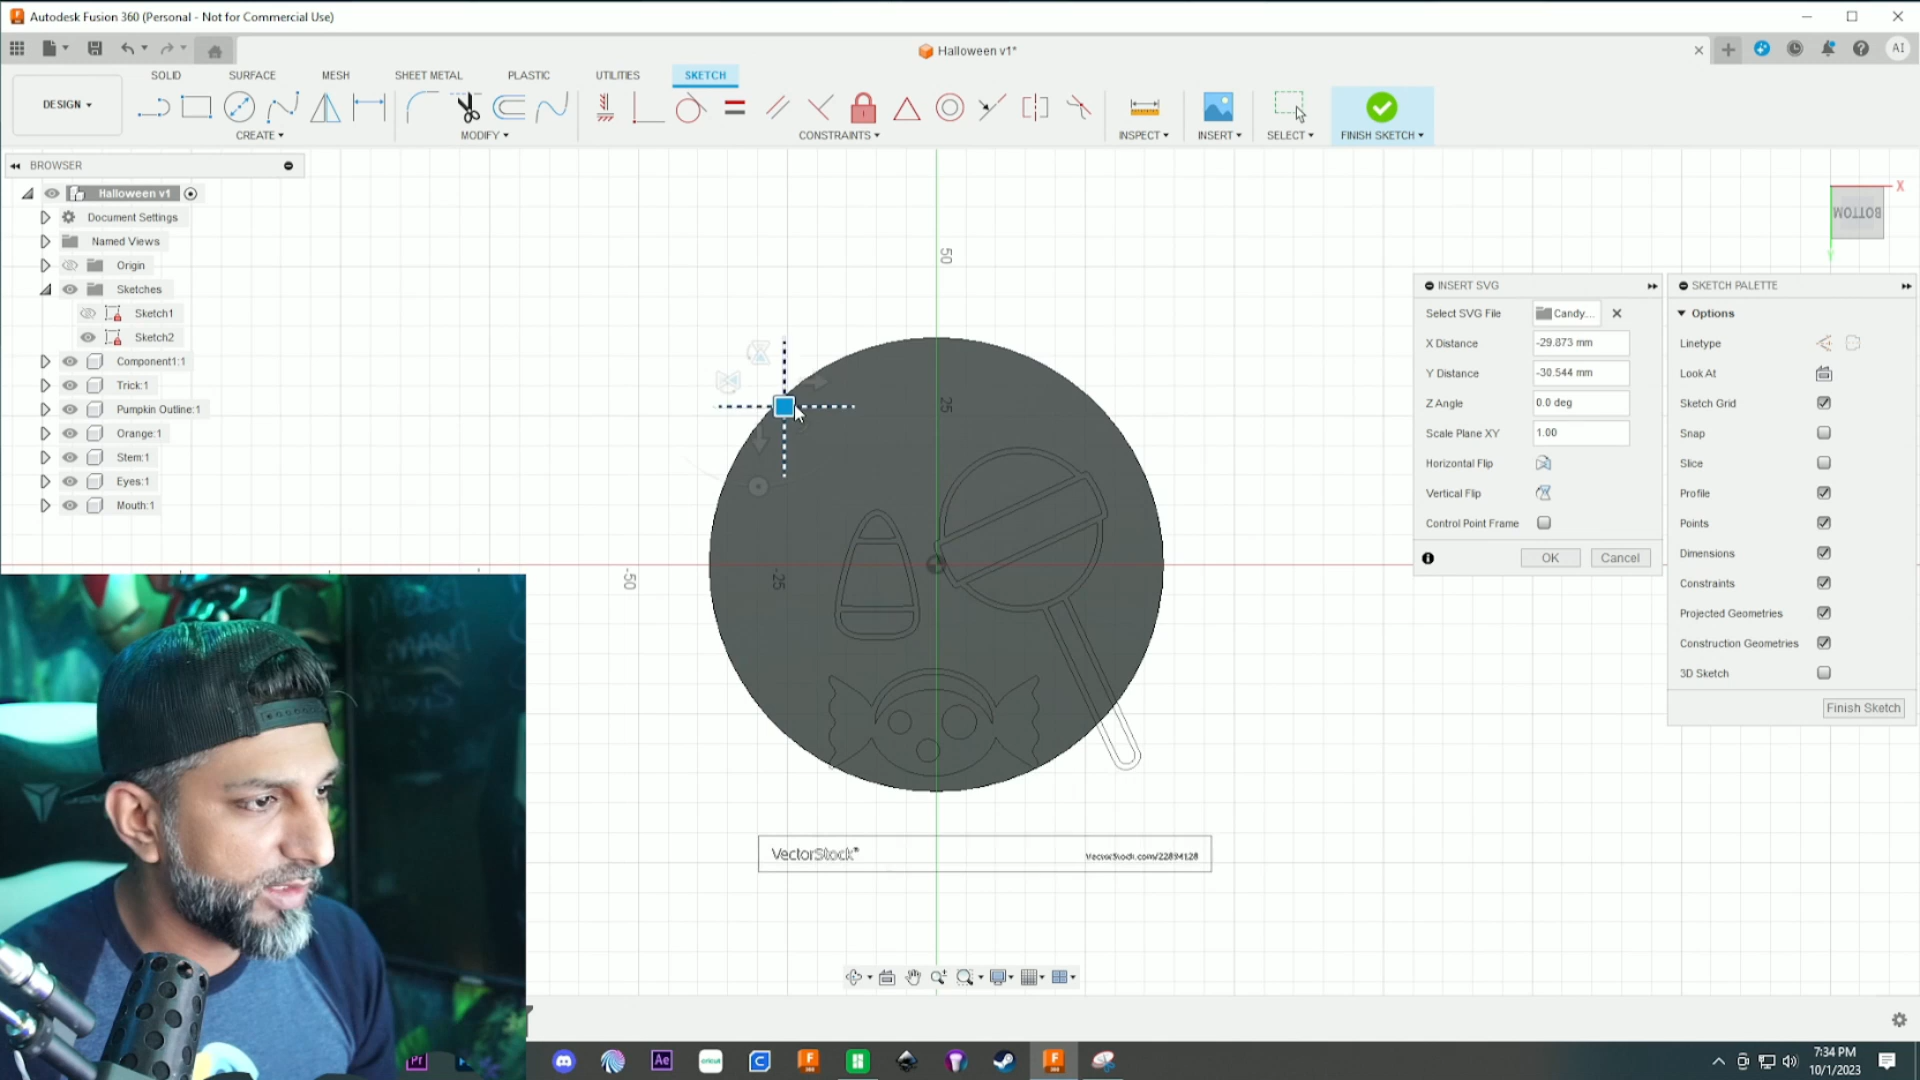 Autodesk Fusion 360 (Personal - Not for Commercial Use)
Halloween v1*
AI
DESIGN
SOLID
SURFACE
MESH
SHEET METAL
PLASTIC
UTILITIES
SKETCH
CREATE
MODIFY
CONSTRAINTS
INSPECT
INSERT
SELECT
FINISH SKETCH
BROWSER
Halloween v1
Document Settings
Named Views
Origin
Sketches
Sketch1
Sketch2
Component1:1
Trick:1
Pumpkin Outline:1
Orange:1
Stem:1
Eyes:1
Mouth:1
50
25
-25
-50
X
BOTTOM
Y
INSERT SVG
Select SVG File Candy...
X Distance -29.873 mm
Y Distance -30.544 mm
Z Angle 0.0 deg
Scale Plane XY 1.00
Horizontal Flip
Vertical Flip
Control Point Frame
OK Cancel
SKETCH PALETTE
Options
Linetype
Look At
Sketch Grid
Snap
Slice
Profile
Points
Dimensions
Constraints
Projected Geometries
Construction Geometries
3D Sketch
Finish Sketch
VectorStock®
VectorStock.com/22894128
Pr
Ae
cricut
F
360
F
360
7:34 PM
10/1/2023